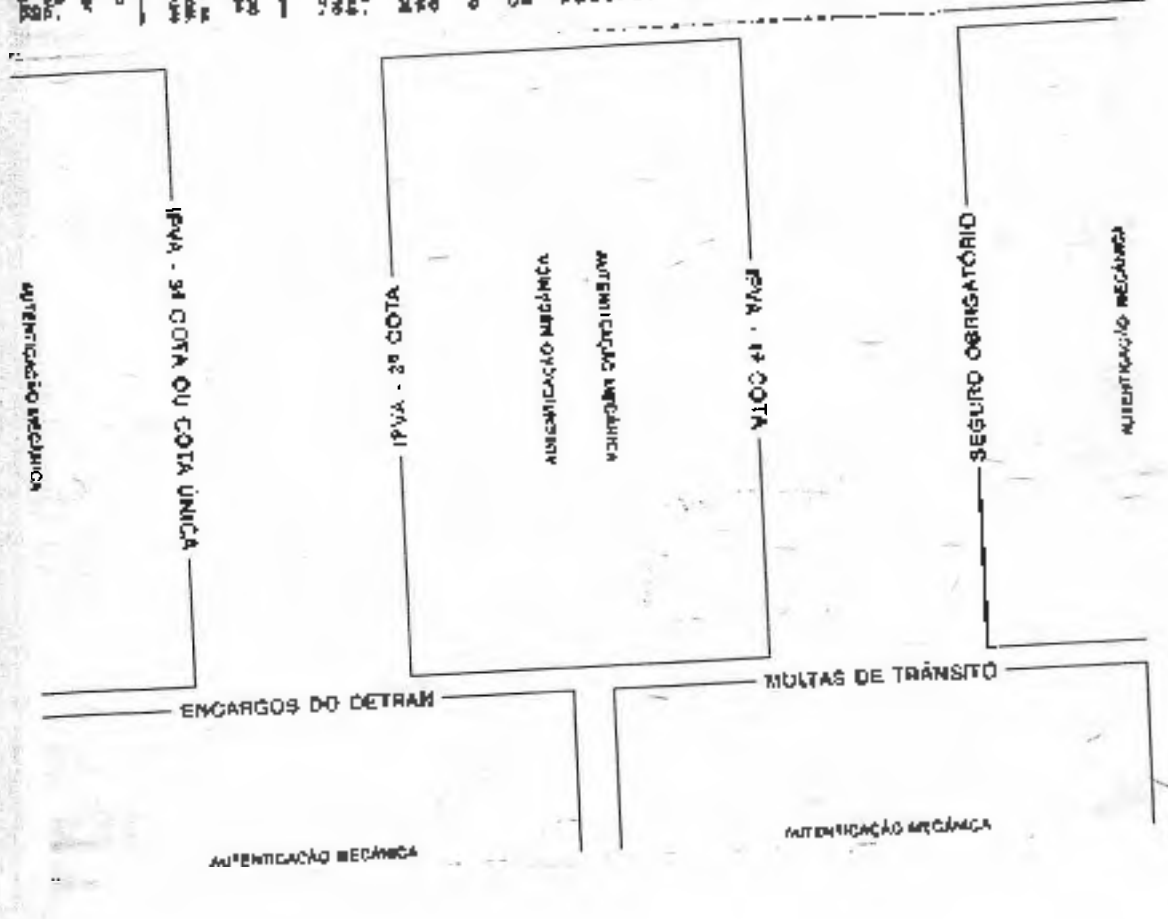 AUTENTICAÇÃO MECÂNICA
IPVA - 3ª COTA OU COTA ÚNICA
IPVA - 2ª COTA
AUTENTICAÇÃO MECÂNICA
AUTENTICAÇÃO MECÂNICA
IPVA - 1ª COTA
SEGURO OBRIGATÓRIO
AUTENTICAÇÃO MECÂNICA
ENCARGOS DO DETRAN
MULTAS DE TRÂNSITO
AUTENTICAÇÃO MECÂNICA
AUTENTICAÇÃO MECÂNICA